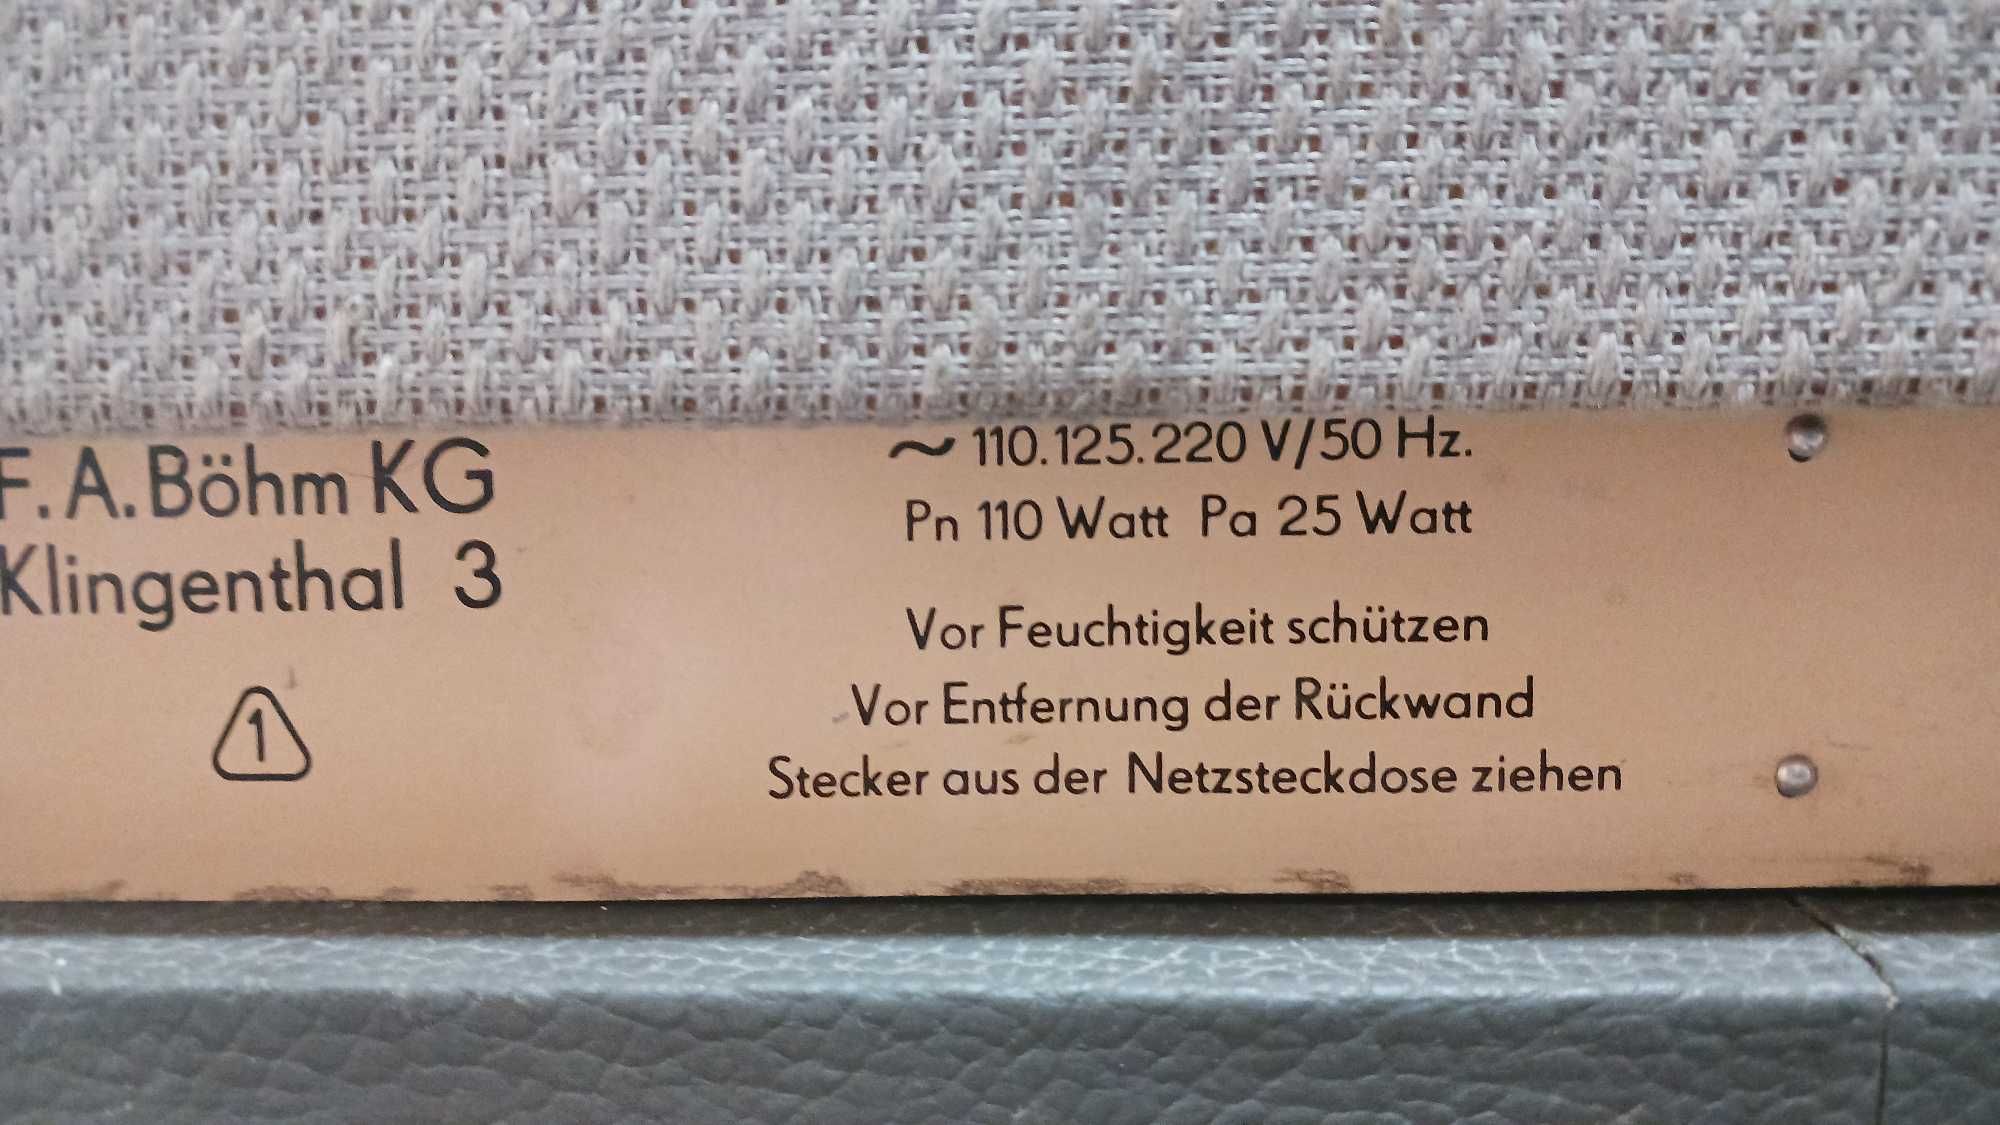 F.A.Böhm KG
Klingenthal 3
1
~ 110.125.220 V/50 Hz.
Pn 110 Watt Pa 25 Watt
Vor Feuchtigkeit schützen
Vor Entfernung der Rückwand
Stecker aus der Netzsteckdose ziehen